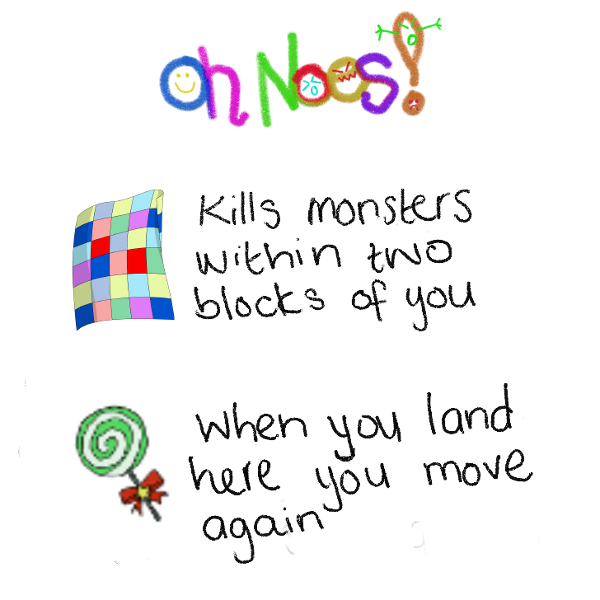 Oh Noes!
Kills monsters
within two
blocks of you
When you land
here you move
again